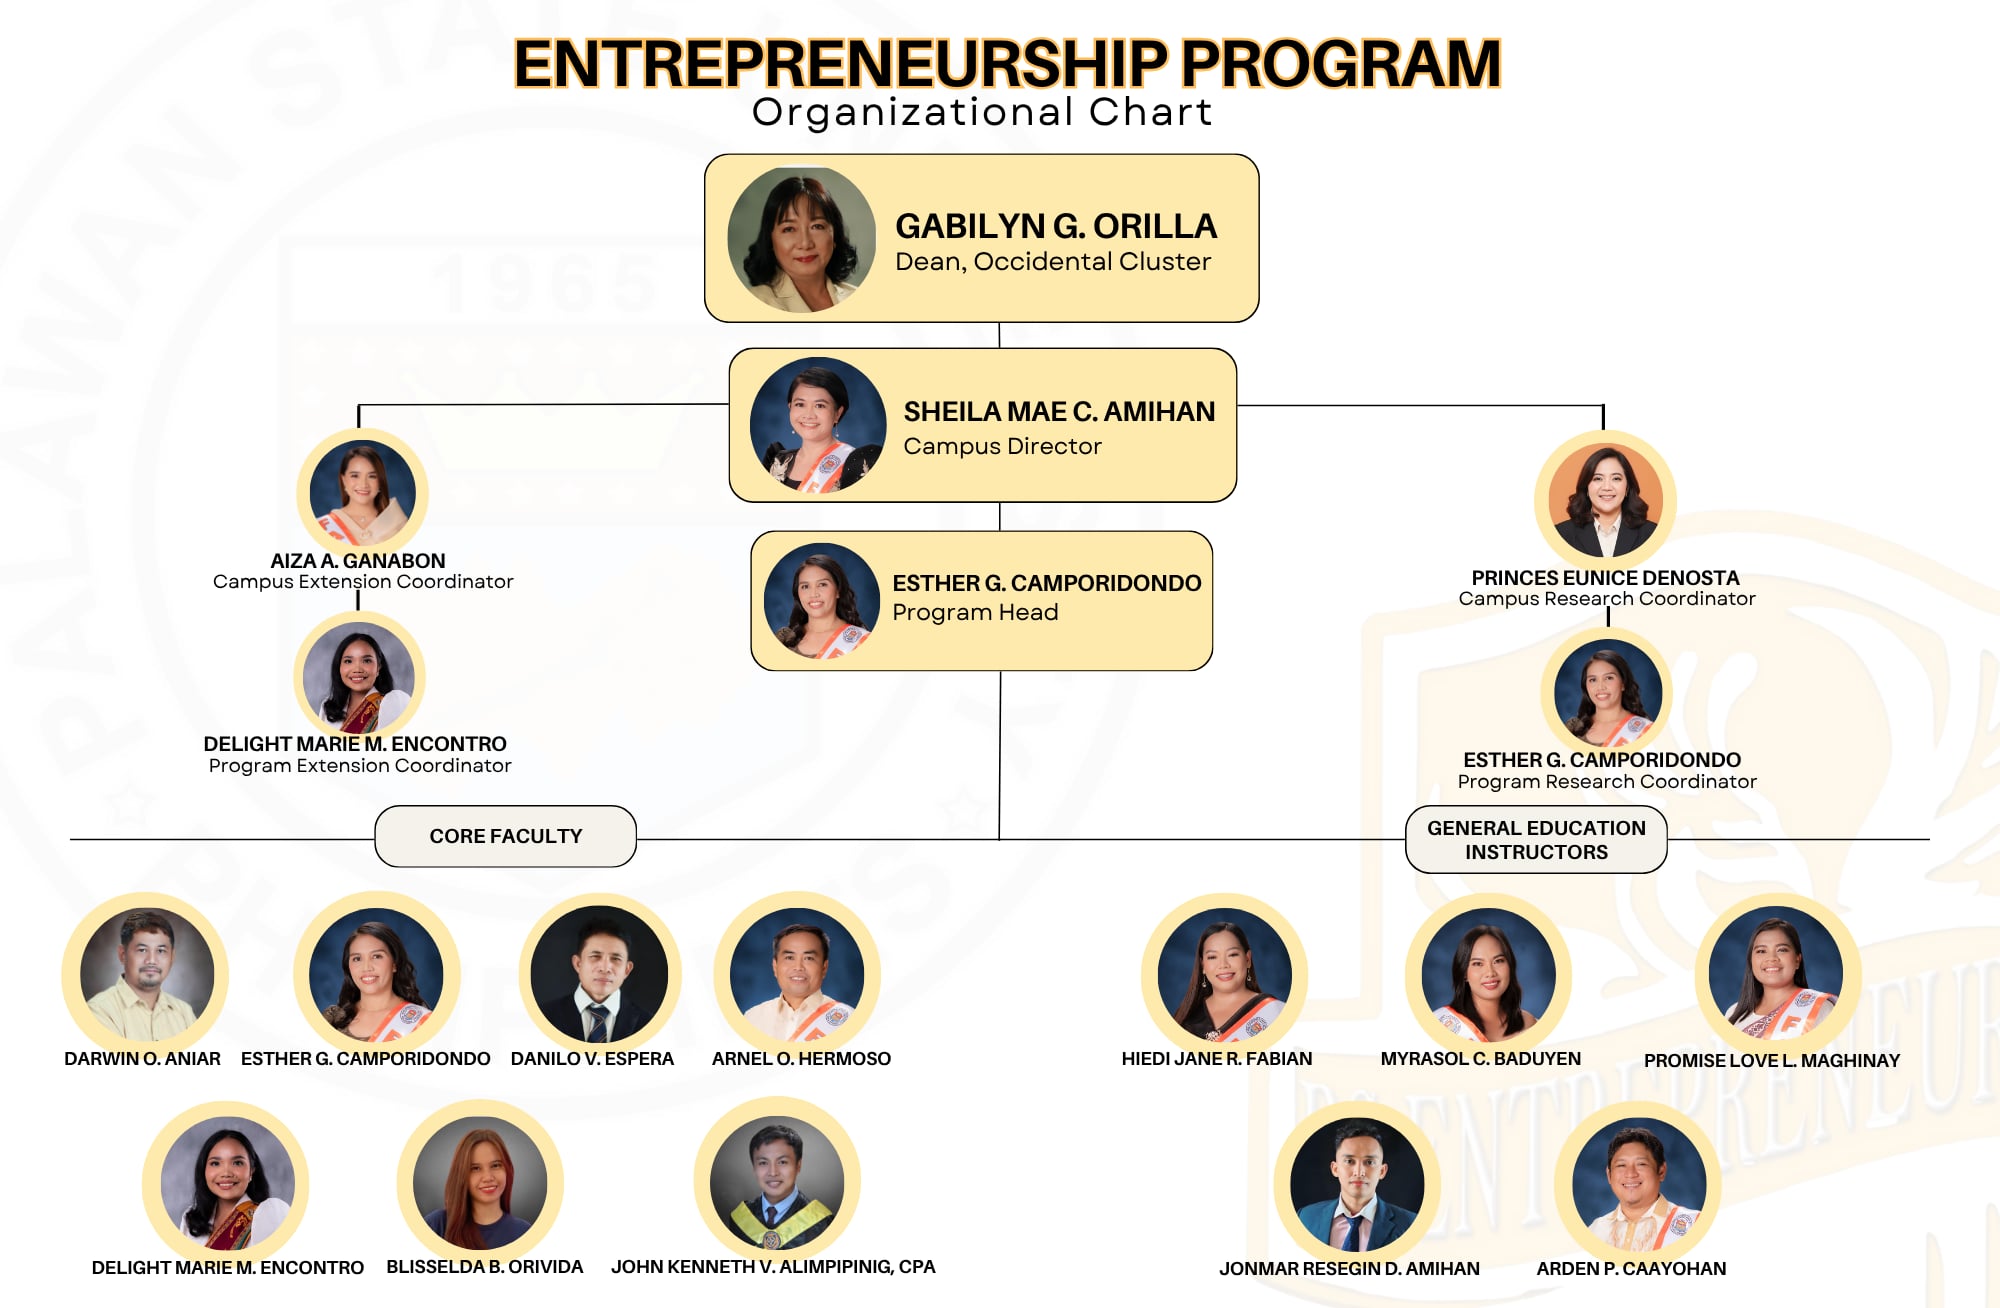 ENTREPRENEURSHIP PROGRAM
Organizational Chart
GABILYN G. ORILLA
Dean, Occidental Cluster
SHEILA MAE C. AMIHAN
Campus Director
ESTHER G. CAMPORIDONDO
Program Head
AIZA A. GANABON
Campus Extension Coordinator
DELIGHT MARIE M. ENCONTRO
Program Extension Coordinator
PRINCES EUNICE DENOSTA
Campus Research Coordinator
ESTHER G. CAMPORIDONDO
Program Research Coordinator
CORE FACULTY
DARWIN O. ANIAR
ESTHER G. CAMPORIDONDO
DANILO V. ESPERA
ARNEL O. HERMOSO
DELIGHT MARIE M. ENCONTRO
BLISSELDA B. ORIVIDA
JOHN KENNETH V. ALIMPIPINIG, CPA
GENERAL EDUCATION
INSTRUCTORS
HIEDI JANE R. FABIAN
MYRASOL C. BADUYEN
PROMISE LOVE L. MAGHINAY
JONMAR RESEGIN D. AMIHAN
ARDEN P. CAAYOHAN
PALAWAN STATE
1965